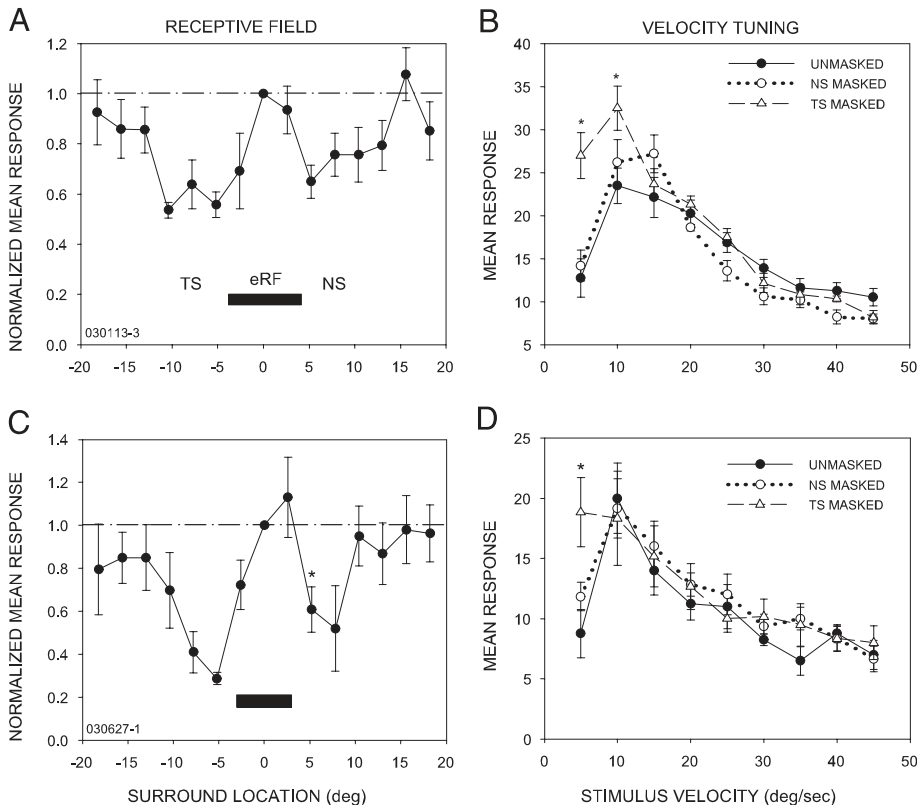 A
RECEPTIVE FIELD
NORMALIZED MEAN RESPONSE
1.2
1.0
0.8
0.6
0.4
0.2
0.0
TS
eRF
NS
030113-3
-20 -15 -10 -5 0 5 10 15 20
B
VELOCITY TUNING
MEAN RESPONSE
40
35
30
25
20
15
10
5
* *
UNMASKED
NS MASKED
TS MASKED
0 10 20 30 40 50
C
NORMALIZED MEAN RESPONSE
1.4
1.2
1.0
0.8
0.6
0.4
0.2
0.0
*
030627-1
-20 -15 -10 -5 0 5 10 15 20
SURROUND LOCATION (deg)
D
MEAN RESPONSE
25
20
15
10
5
0
*
UNMASKED
NS MASKED
TS MASKED
0 10 20 30 40 50
STIMULUS VELOCITY (deg/sec)